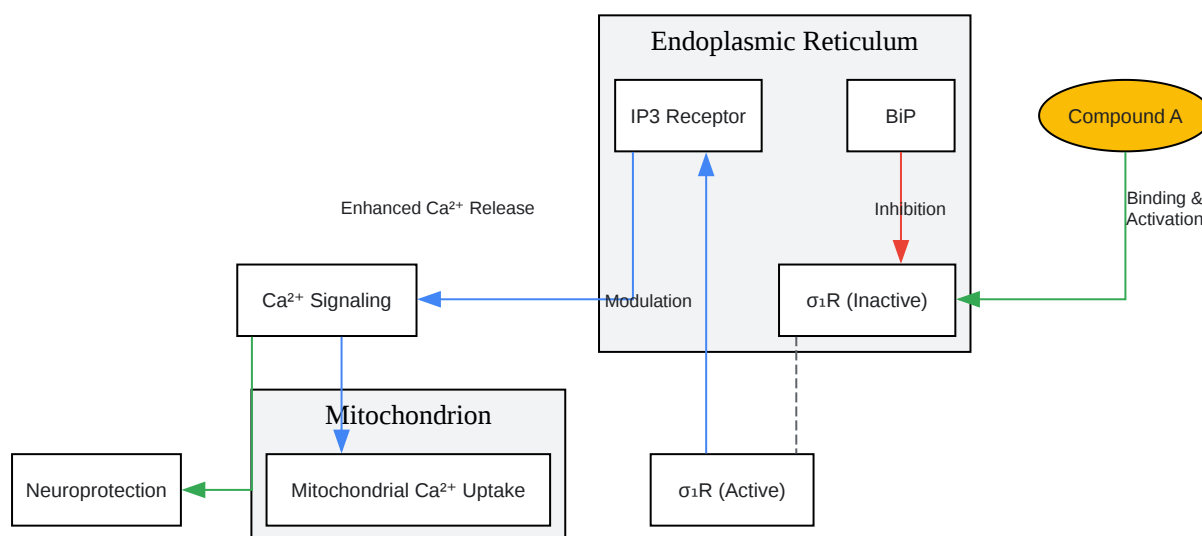 Endoplasmic Reticulum
IP3 Receptor
BiP
Compound A
Enhanced Ca²⁺ Release
Inhibition
Binding &
Activation
Ca²⁺ Signaling
Modulation
σ₁R (Inactive)
Mitochondrion
Neuroprotection
Mitochondrial Ca²⁺ Uptake
σ₁R (Active)